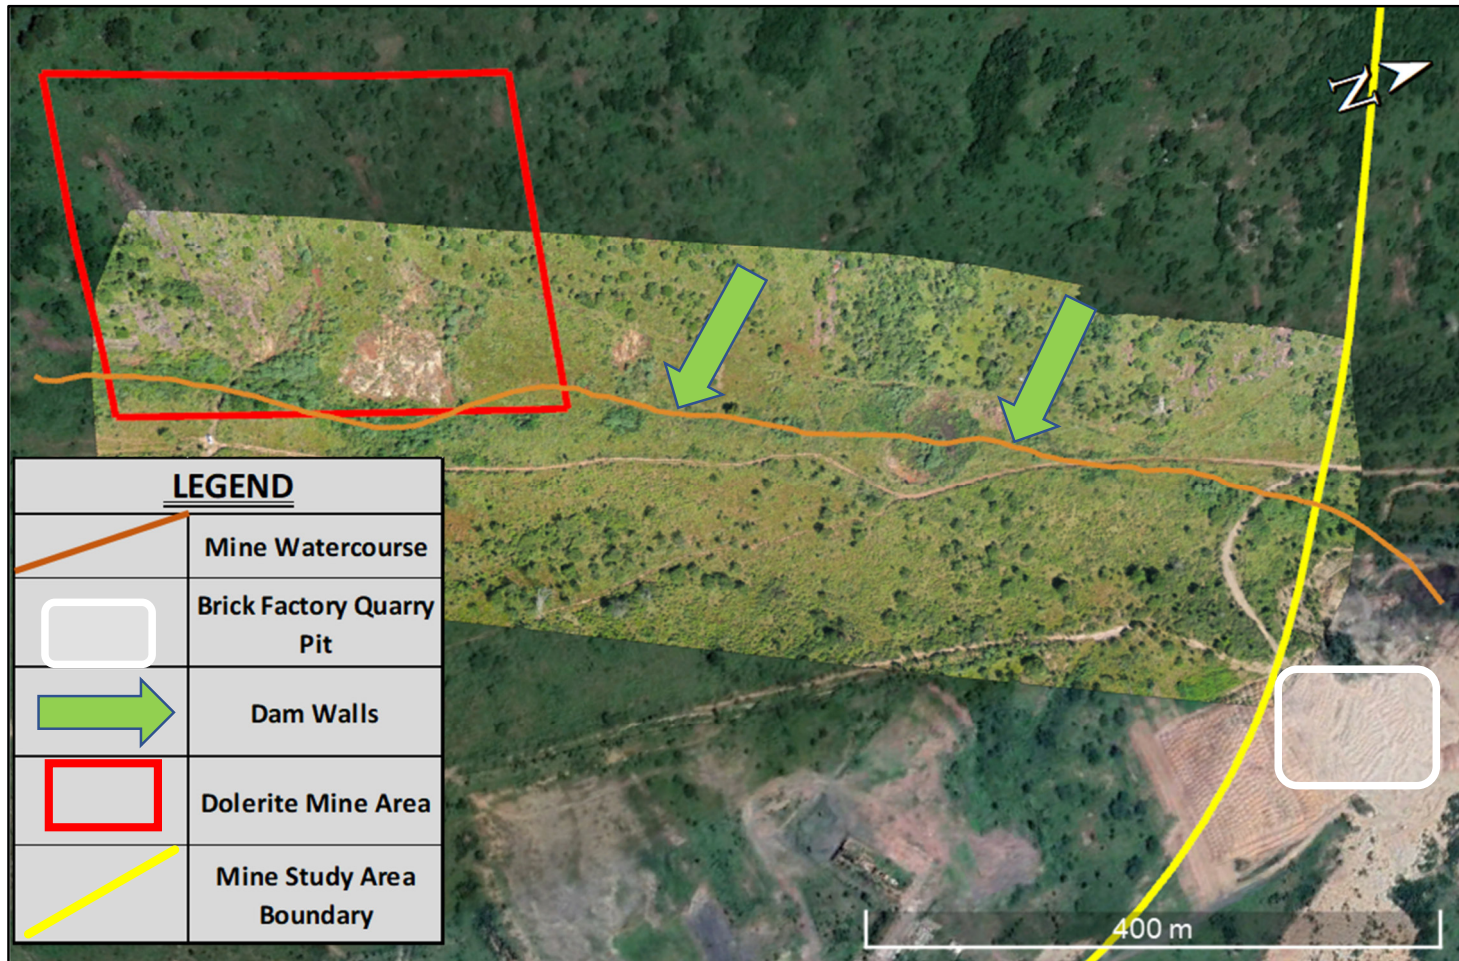 N
LEGEND
Mine Watercourse
Brick Factory Quarry
Pit
Dam Walls
Dolerite Mine Area
Mine Study Area
Boundary
400 m